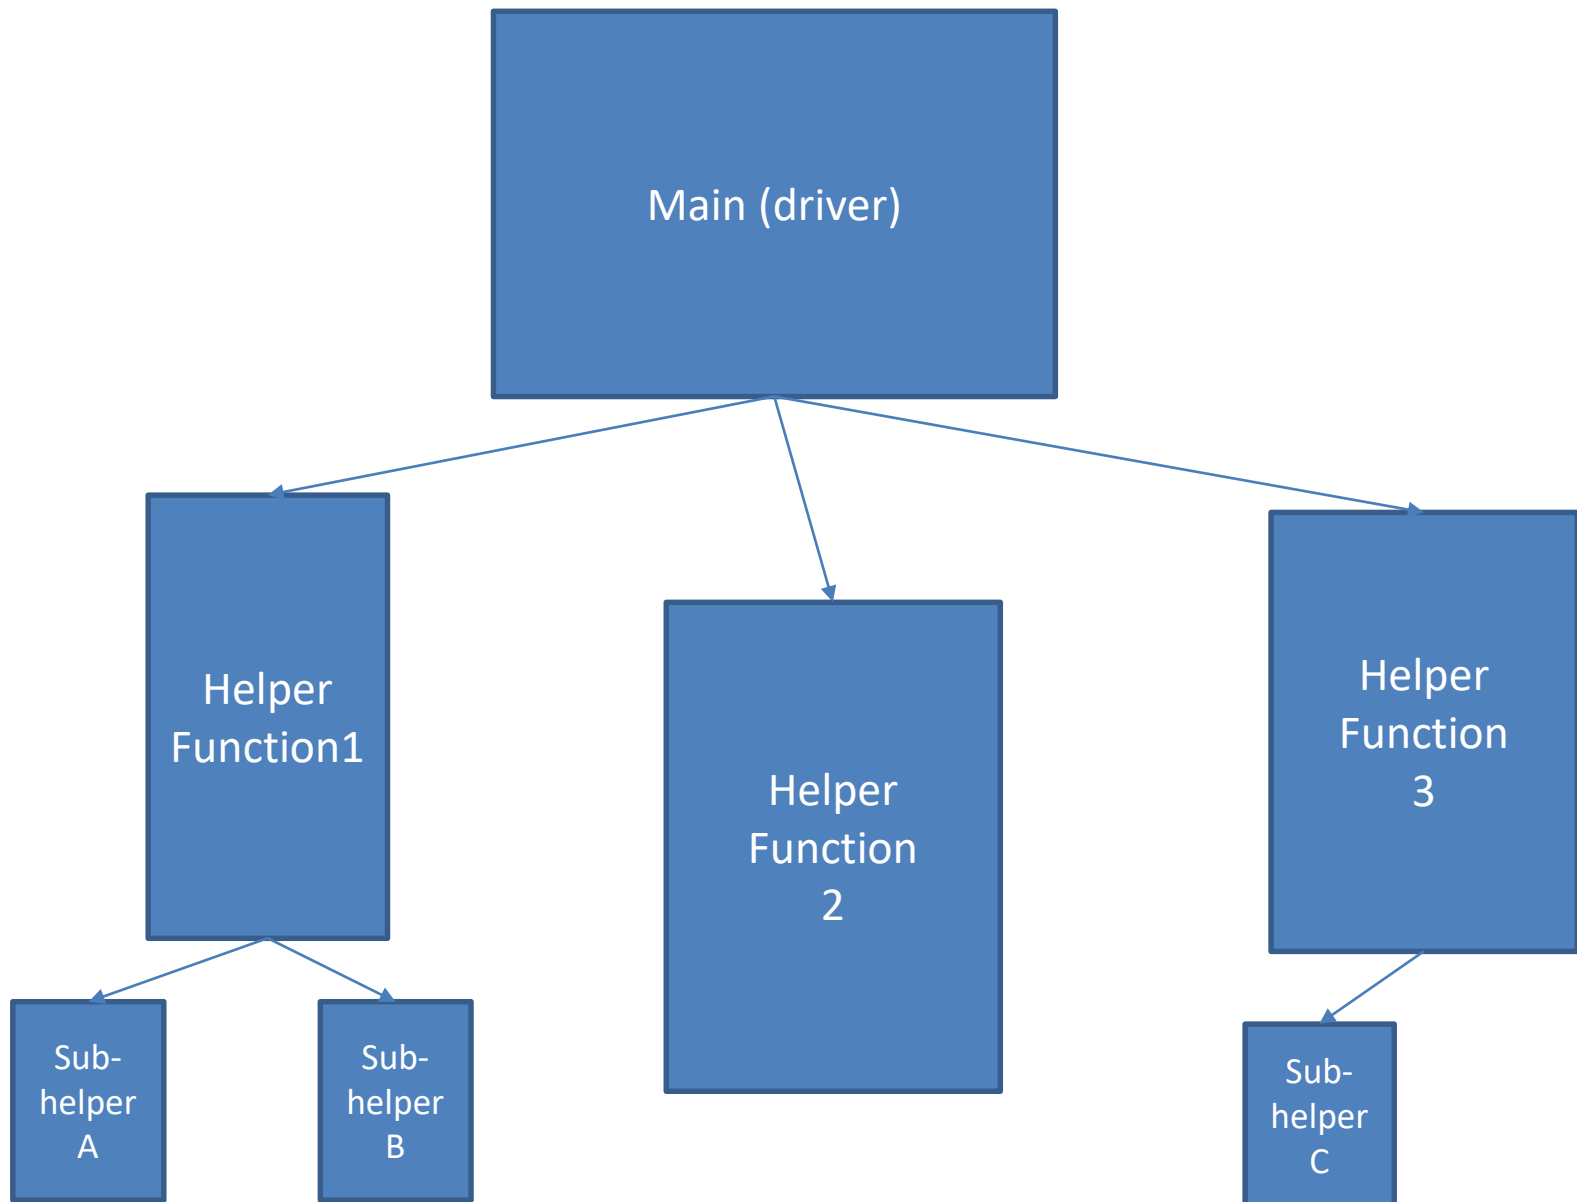 Main (driver)
Helper
Function1
Helper
Function
2
Helper
Function
3
Sub-
helper
A
Sub-
helper
B
Sub-
helper
C